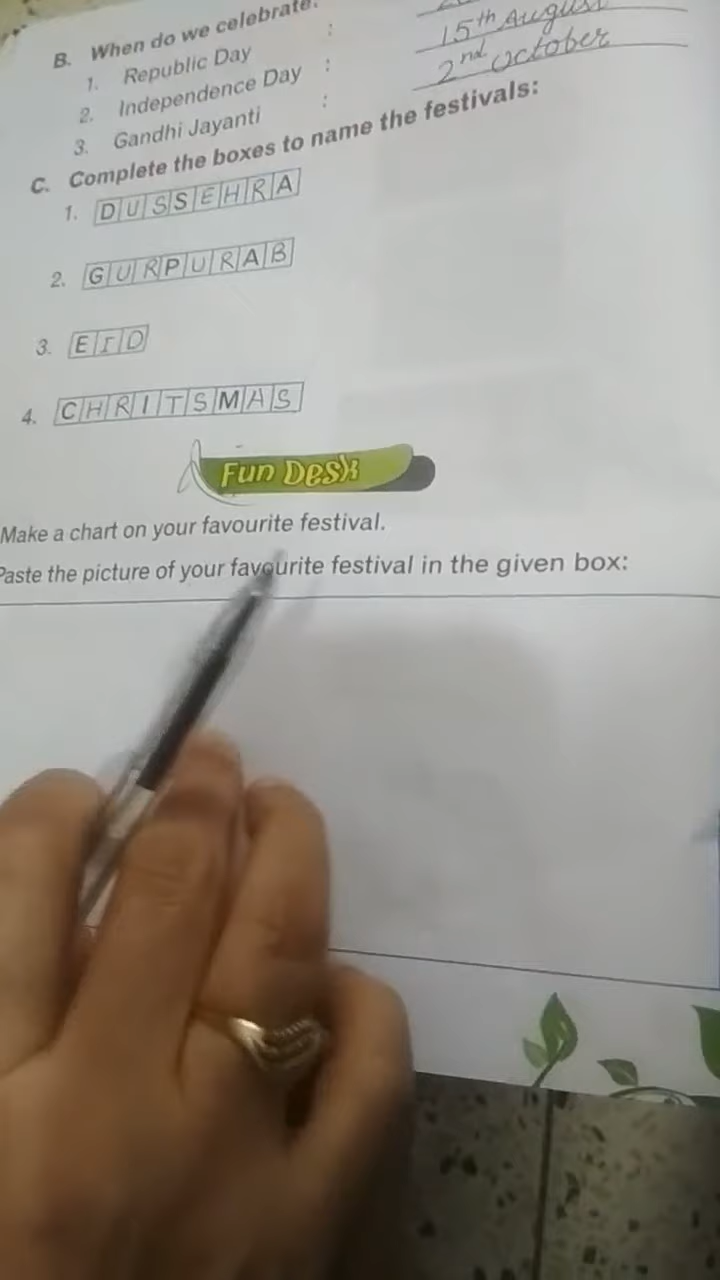 B. When do we celebrate:
1. Republic Day :
2. Independence Day : 15th August
3. Gandhi Jayanti : 2nd October
C. Complete the boxes to name the festivals:
1. DUSSEHRA
2. GURPURAB
3. EID
4. CHRITSMAS
Fun Desk
Make a chart on your favourite festival.
Paste the picture of your favourite festival in the given box: